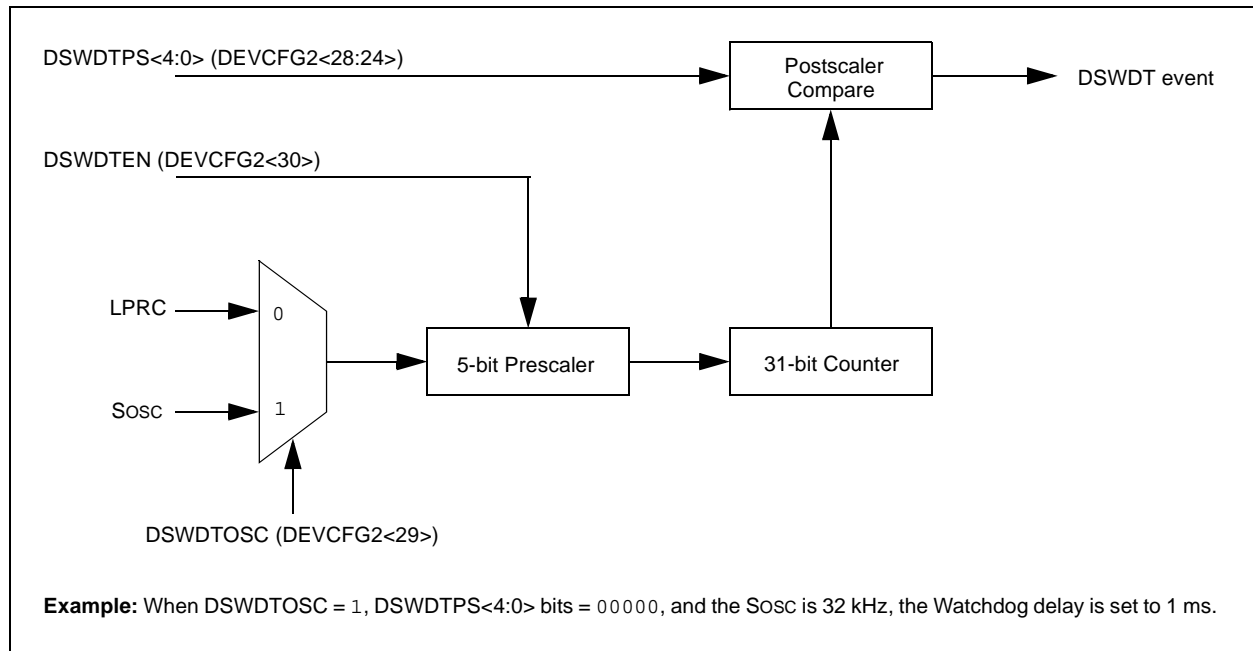 DSWDTPS<4:0> (DEVCFG2<28:24>)
Postscaler
Compare
DSWDT event
DSWDTEN (DEVCFG2<30>)
LPRC
0
5-bit Prescaler
31-bit Counter
SOSC
1
DSWDTOSC (DEVCFG2<29>)
Example: When DSWDTOSC = 1, DSWDTPS<4:0> bits = 00000, and the SOSC is 32 kHz, the Watchdog delay is set to 1 ms.